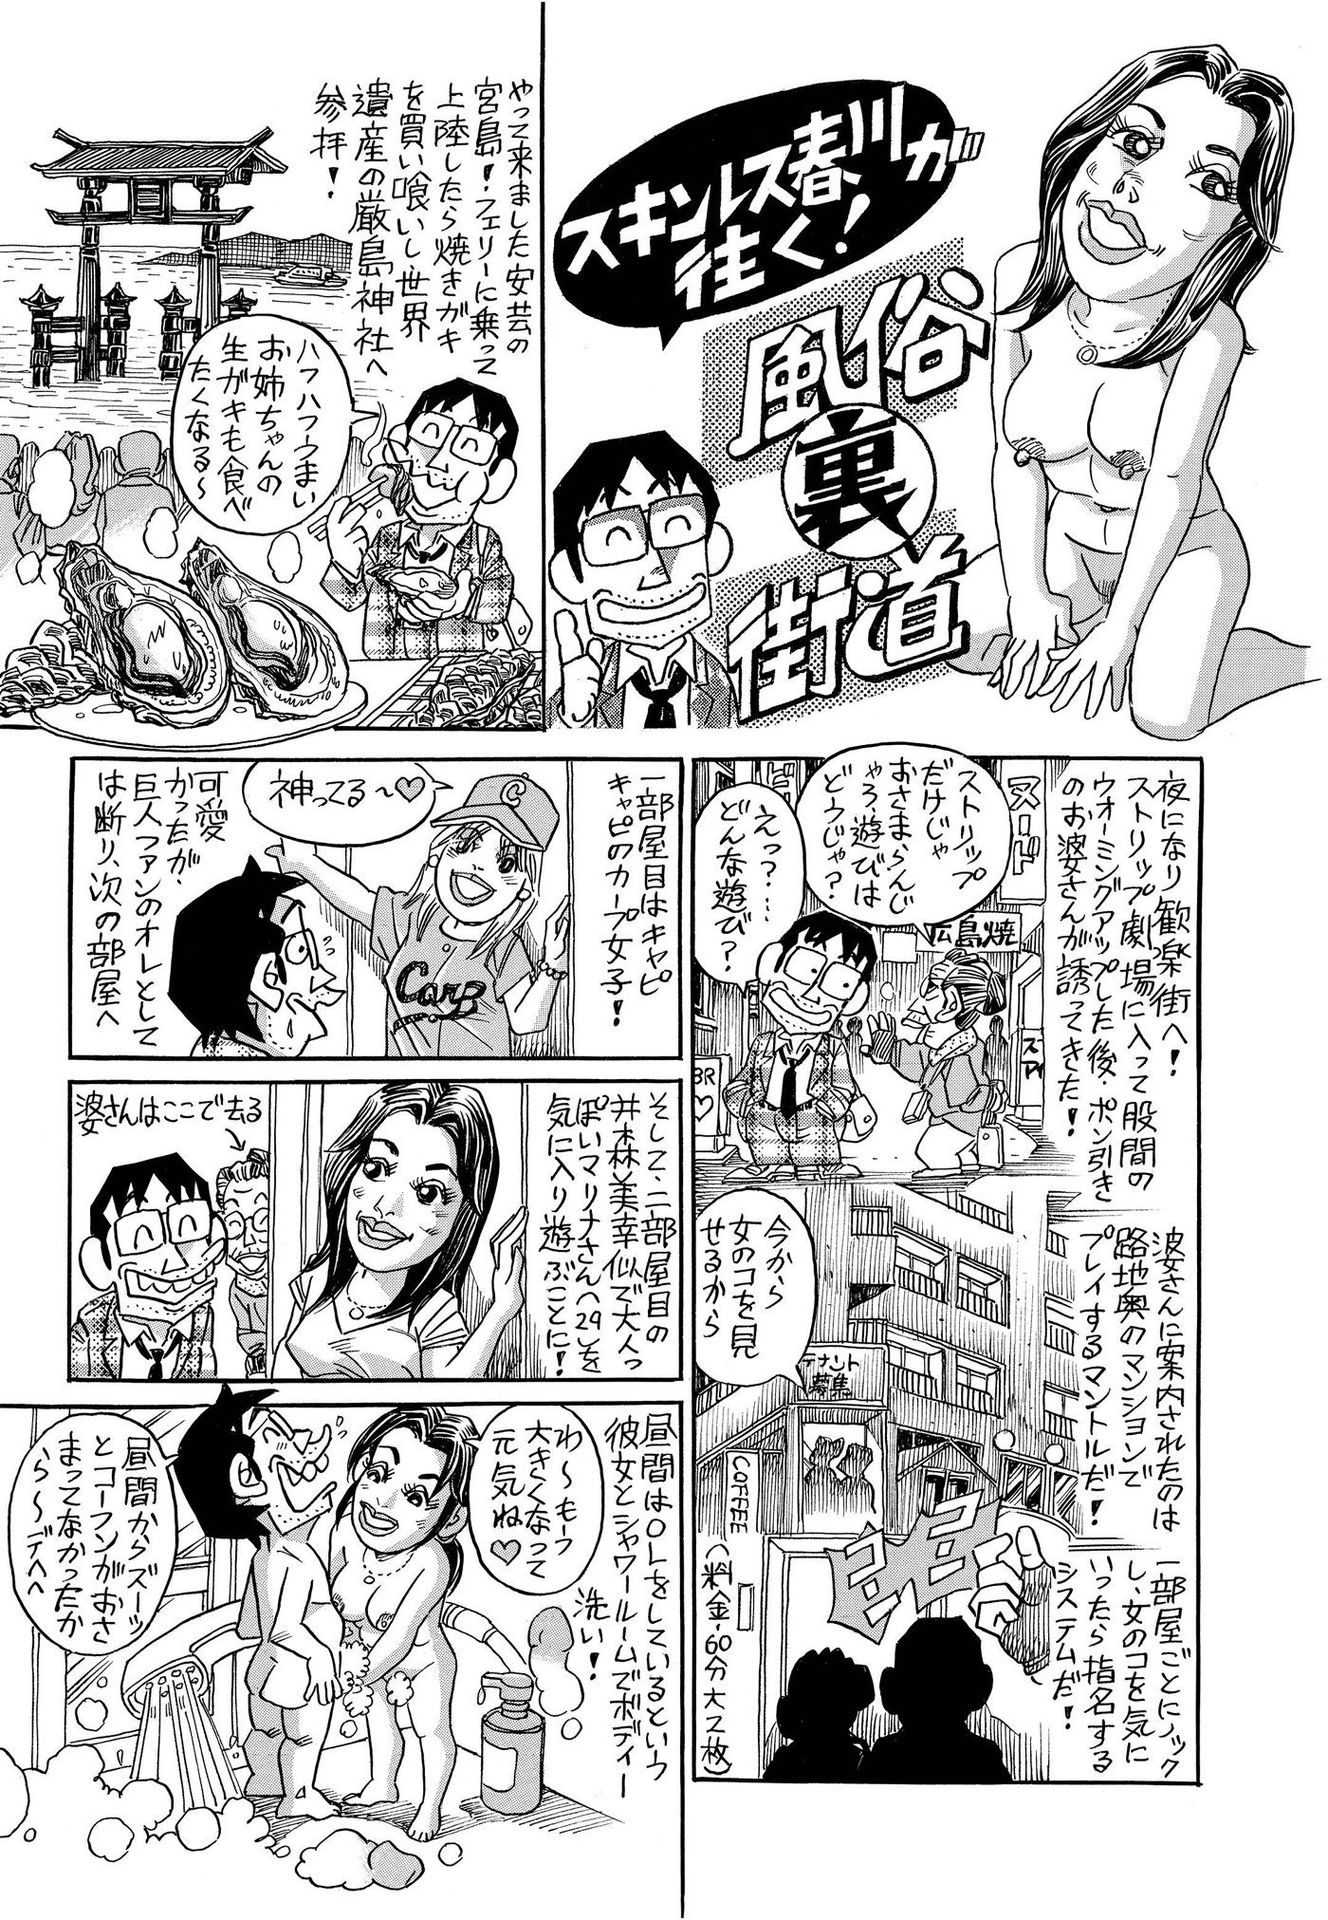 スキンレス春川が
往く!
風俗
裏
街道
やって来ました安芸の
宮島!フェリーに乗って
上陸したら焼きガキ
を買い喰いし世界
遺産の厳島神社へ
参拝!
ハフハフウまい
お姉ちゃんの
生ガキも食べ
たくなる〜
夜になり歓楽街へ!
ストリップ劇場に入って股間の
ウォーミングアップした後、ポン引き
のお婆さんが誘ってきた!
ストリップ
だけじゃ
おさまらんじ
ゃろ、遊びは
どうじゃ?
えっ?…
どんな遊び?
ヌード
広島焼
婆さんに案内されたのは
路地奥のマンションで
プレイするマントルだ!
今から
女のコを見
せるから
テナント
募集
COFFEE
一部屋ごとにノック
し、女のコを気に
いったら指名する
システムだ!
(料金・60分大2枚)
コン
コン
一部屋目はキャピ
キャピのカープ女子!
神ってる〜♡
C
Carp
可愛
かったが、
巨人ファンのオレとして
は断り、次の部屋へ
そして、二部屋目の
井森美幸似で大人っ
ぽいマリナさん(29)を
気に入り遊ぶことに!
婆さんはここで去る
昼間はOLをしているという
彼女とシャワールームでボディー
洗い!
わ〜もう
大きくなって
元気ね♡
昼間からズーッ
とコーフンがおさ
まってなかったか
ら〜デヘヘ